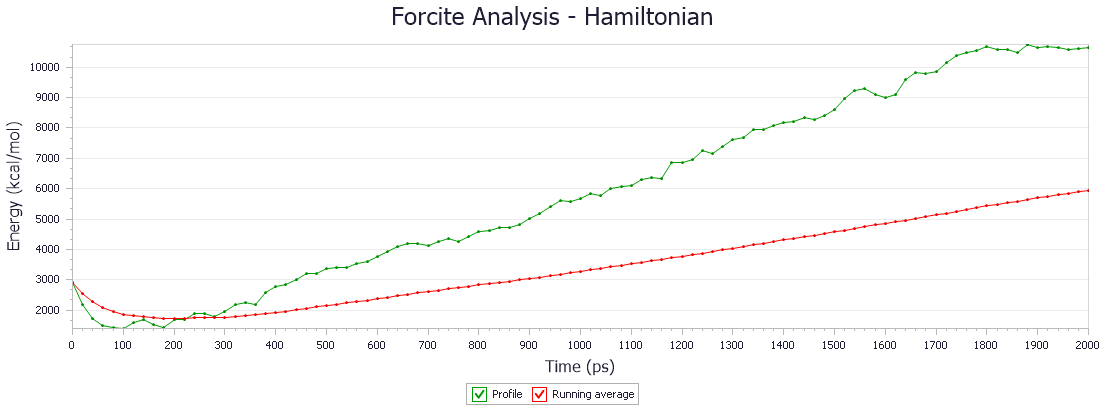 Forcite Analysis - Hamiltonian
Energy (kcal/mol)
10000
9000
8000
7000
6000
5000
4000
3000
2000
0 100 200 300 400 500 600 700 800 900 1000 1100 1200 1300 1400 1500 1600 1700 1800 1900 2000
Time (ps)
Profile Running average